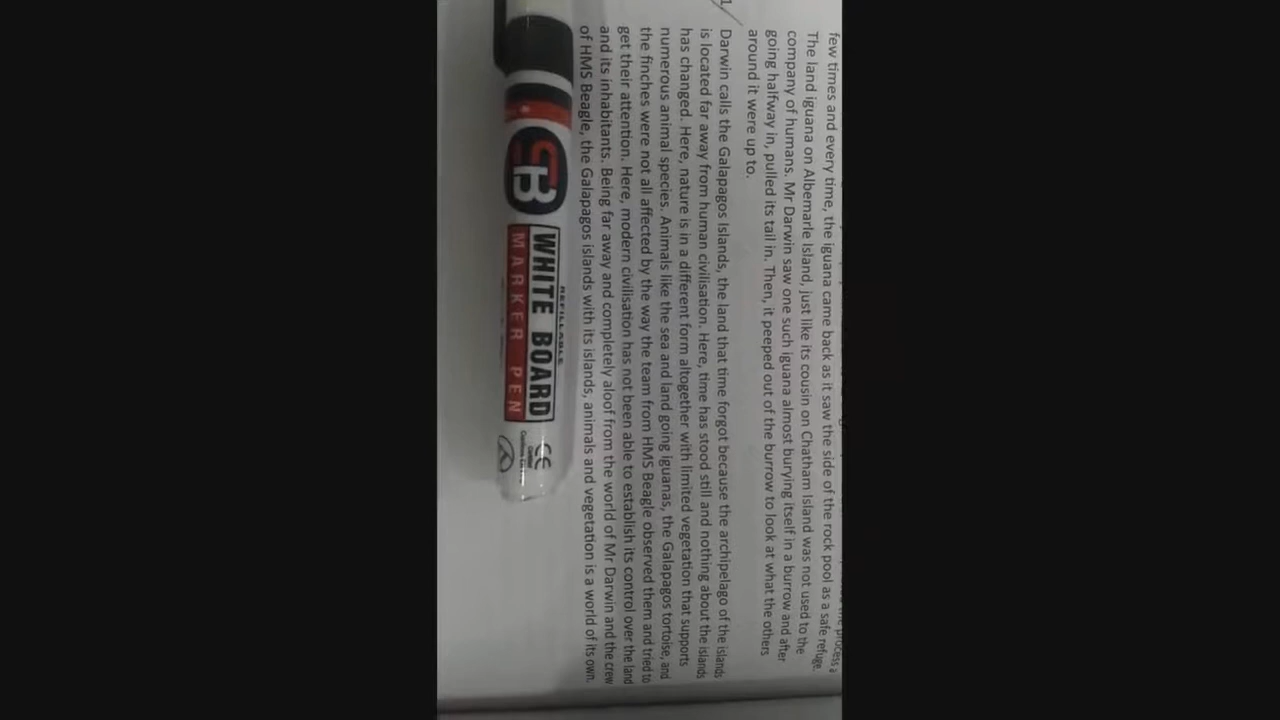 the process a
few times and every time, the iguana came back as it saw the side of the rock pool as a safe refuge.
The land iguana on Albemarle Island, just like its cousin on Chatham Island was not used to the
company of humans. Mr Darwin saw one such iguana almost burying itself in a burrow and after
going halfway in, pulled its tail in. Then, it peeped out of the burrow to look at what the others
around it were up to.
1
Darwin calls the Galapagos Islands, the land that time forgot because the archipelago of the islands
is located far away from human civilisation. Here, time has stood still and nothing about the islands
has changed. Here, nature is in a different form altogether with limited vegetation that supports
numerous animal species. Animals like the sea and land going iguanas, the Galapagos tortoise, and
the finches were not all affected by the way the team from HMS Beagle observed them and tried to
get their attention. Here, modern civilisation has not been able to establish its control over the land
and its inhabitants. Being far away and completely aloof from the world of Mr Darwin and the crew
of HMS Beagle, the Galapagos islands with its islands, animals and vegetation is a world of its own.
REFILLABLE
WHITE BOARD
MARKER PEN
CE